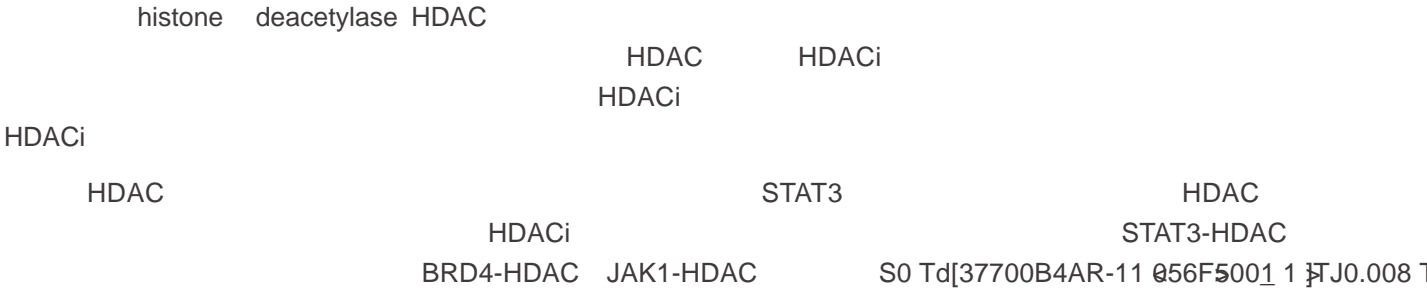 histone deacetylase HDAC
HDAC HDACi
HDACi
HDACi
HDAC STAT3 HDAC
HDACi STAT3-HDAC
BRD4-HDAC JAK1-HDAC S0 Td[37700B4AR-11